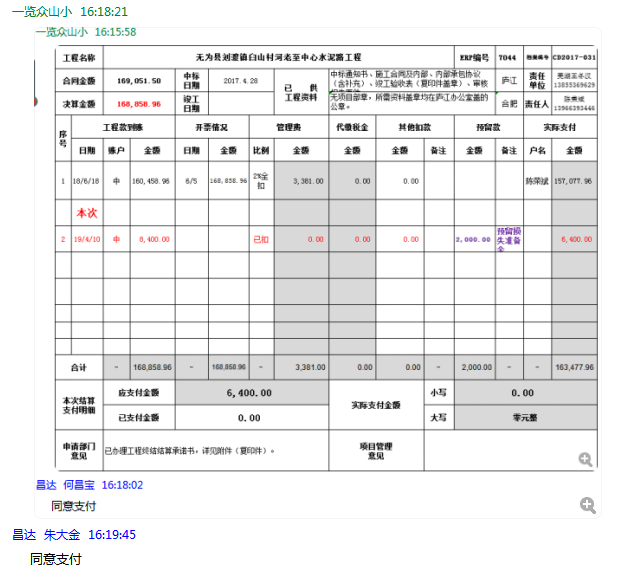 一览众山小 16:18:21
一览众山小 16:15:58
工程名称 无为县刘渡镇白山村河老至中心水泥路工程 ERP编号 7044 CD2017-031
合同金额 169,051.50 中标日期 2017.4.28 已 供 工程资料 中标通知书、施工合同及内部、内部承包协议（含补充）、竣工验收表（复印件盖章）、审核 庐江 责任单位 13855369629
决算金额 168,858.96 竣工日期 无项目部章，所需资料盖章均在庐江办公室盖的公章。 合肥 责任人 陈荣斌 13966393446
序号 工程款到账 开票情况 管理费 代缴税金 其他扣款 预留款 实际支付
日期 账户 金额 日期 金额 比例 金额 金额 金额 备注 金额 备注 户名 金额
1 18/6/18 中 160,458.96 6/5 168,858.96 2%全扣 3,381.00 0.00 0.00 陈荣斌 157,077.96
本次
2 19/4/10 中 8,400.00 已扣 0.00 0.00 0.00 2,000.00 预留损失准备金 6,400.00
合计 - 168,858.96 - 168,858.96 - 3,381.00 0.00 0.00 - 2,000.00 - - 163,477.96
本次结算支付明细 应支付金额 6,400.00 实际支付金额 小写 0.00
已支付金额 0.00 大写 零元整
申请部门意见 已办理工程终结结算承诺书，详见附件（复印件）。 项目管理意见
昌达 何昌宝 16:18:02
同意支付
昌达 朱大金 16:19:45
同意支付